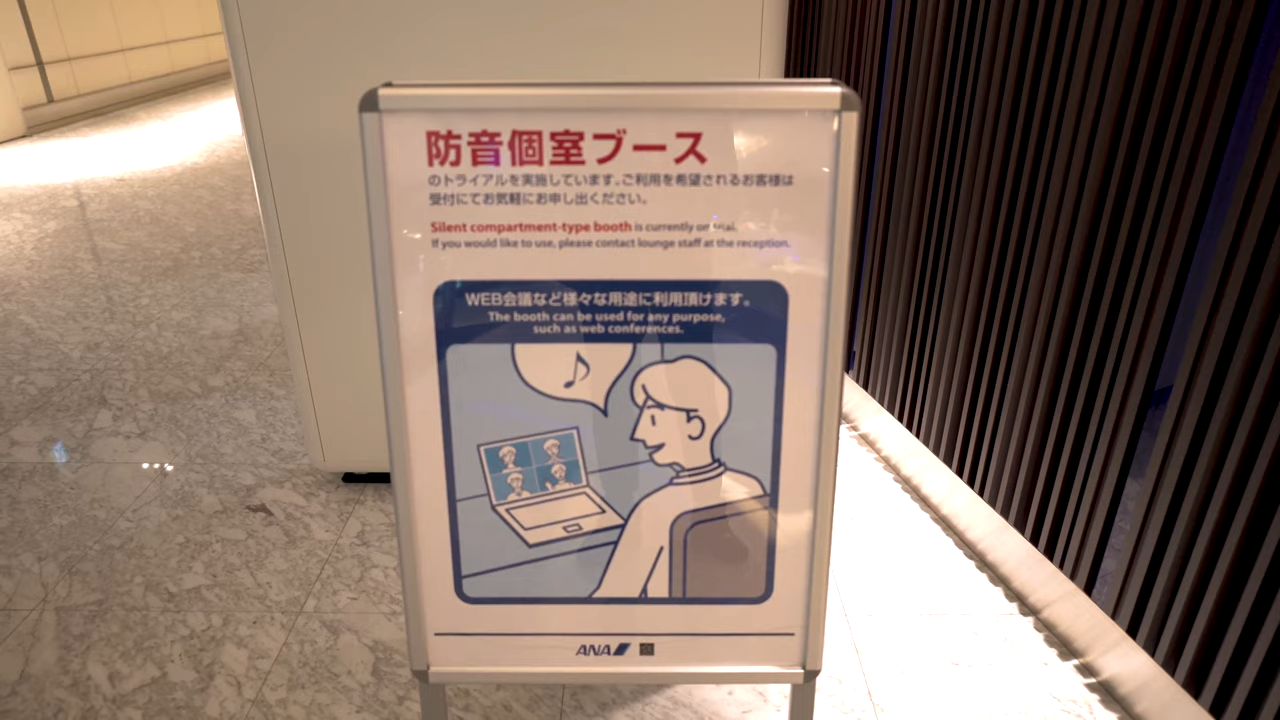 防音個室ブース
のトライアルを実施しています。ご利用を希望されるお客様は
受付にてお気軽にお申し出ください。
Silent compartment-type booth is currently on trial.
If you would like to use, please contact lounge staff at the reception.
WEB会議など様々な用途に利用頂けます。
The booth can be used for any purpose,
such as web conferences.
ANA